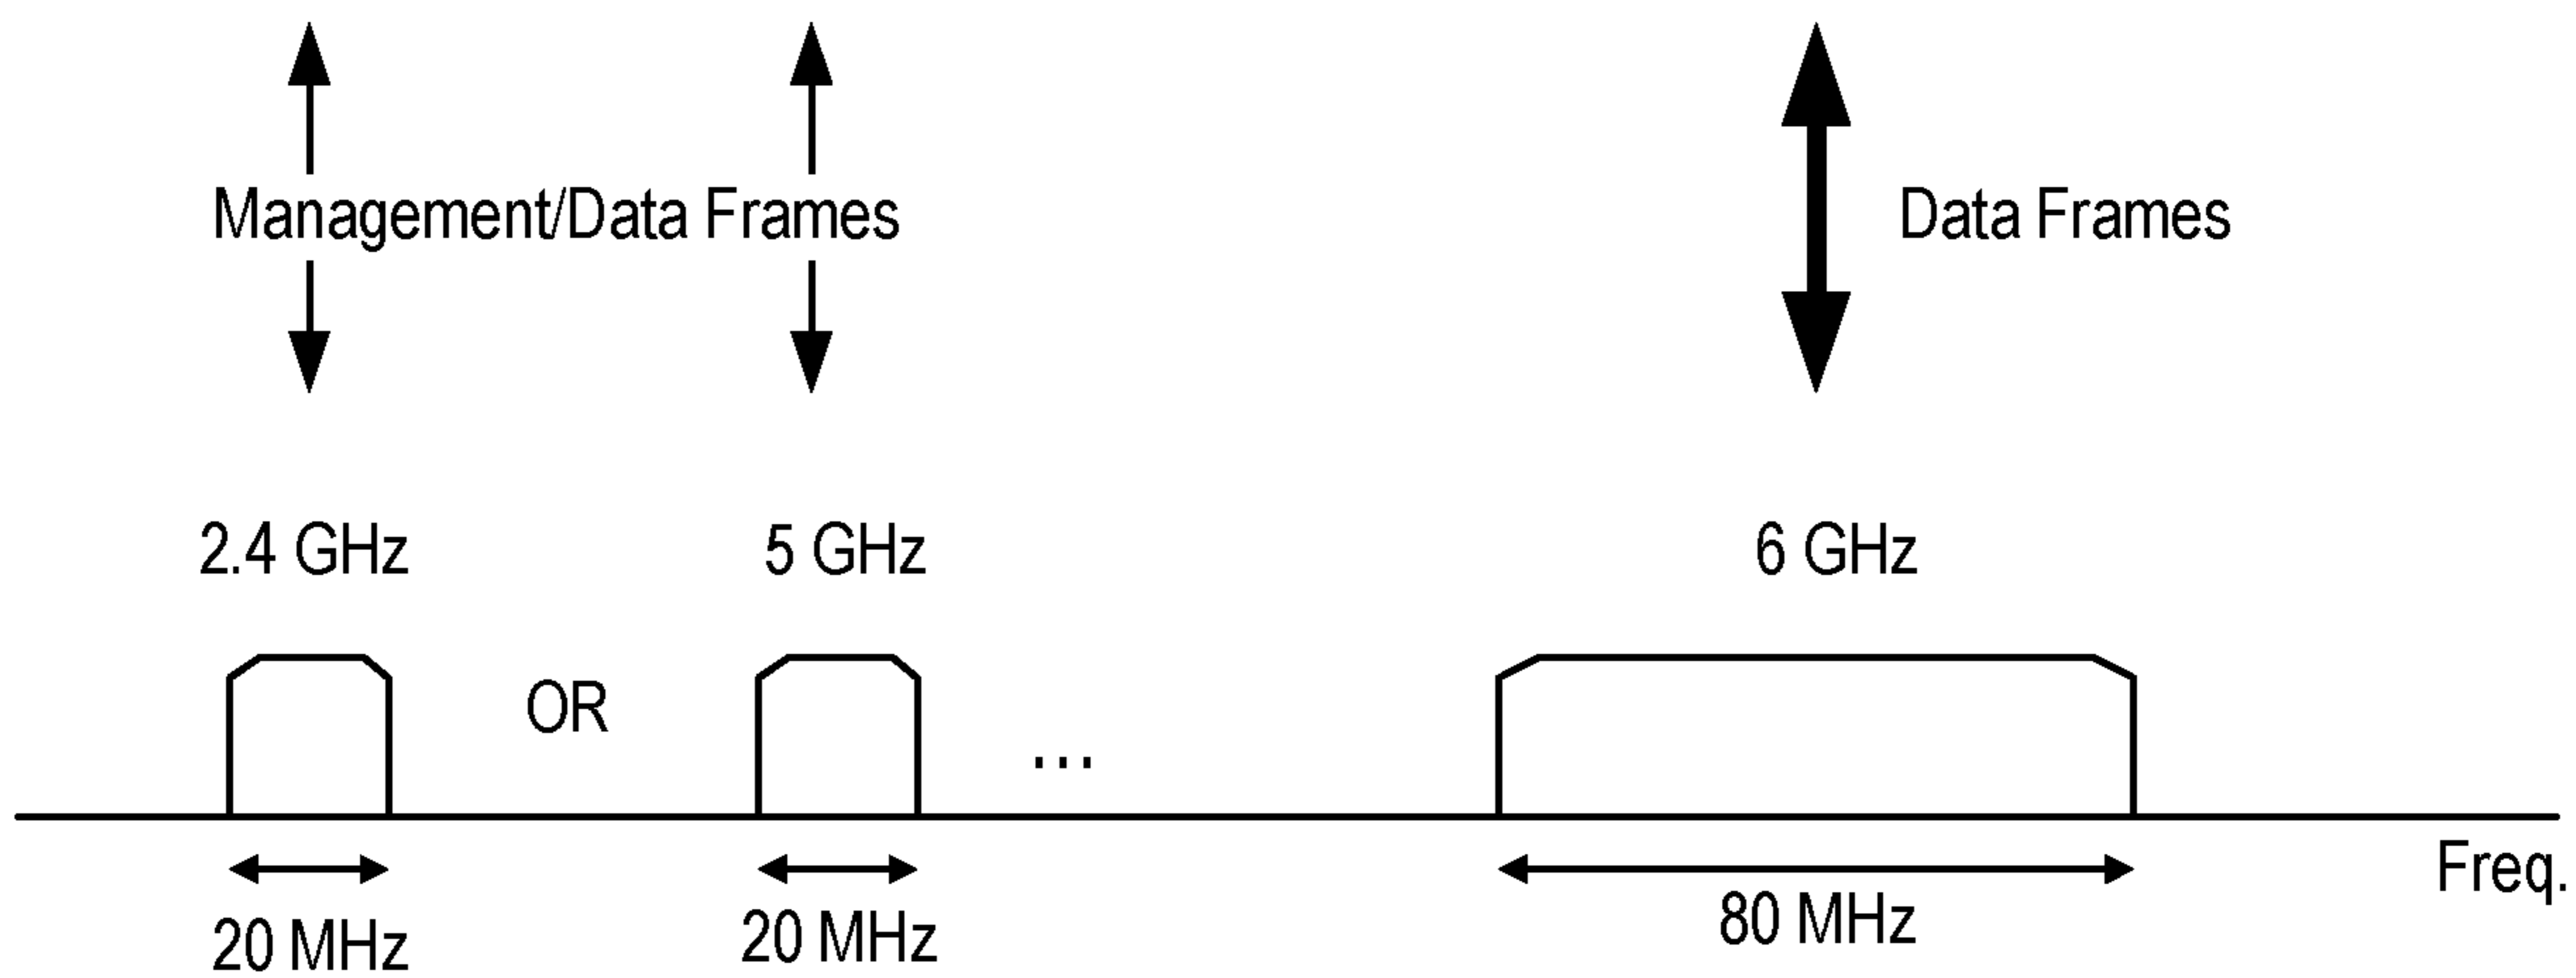 Management/Data Frames
Data Frames
2.4 GHz
5 GHz
6 GHz
OR
...
Freq.
20 MHz
20 MHz
80 MHz